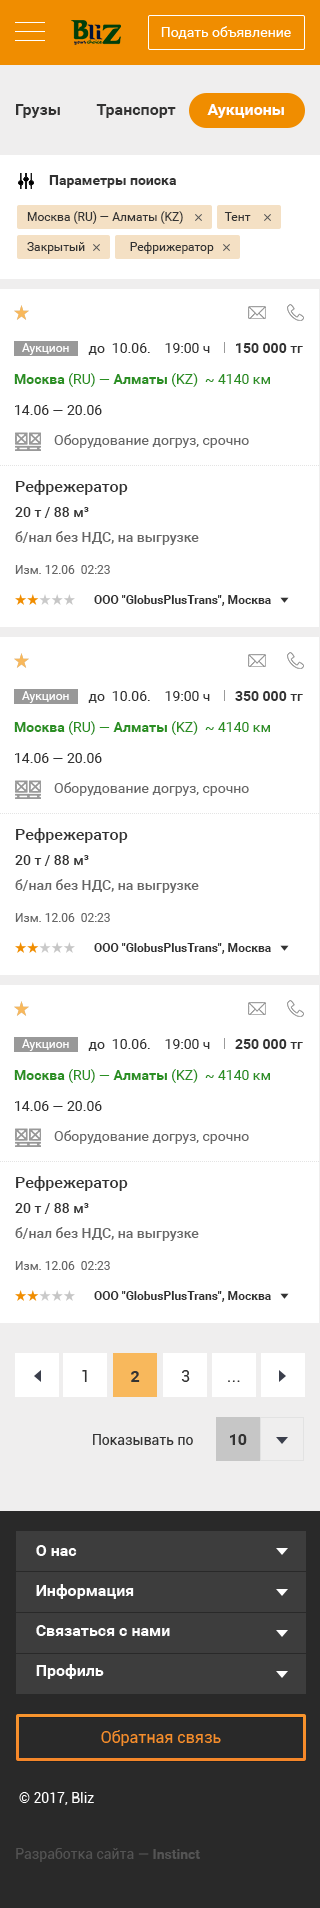 Bliz
Подать объявление
Грузы Транспорт Аукционы
Параметры поиска
Москва (RU) — Алматы (KZ) × Тент ×
Закрытый × Рефрижератор ×
Аукцион до 10.06. 19:00 ч | 150 000 тг
Москва (RU) — Алматы (KZ) ~ 4140 км
14.06 — 20.06
Оборудование догруз, срочно
Рефрежератор
20 т / 88 м³
б/нал без НДС, на выгрузке
Изм. 12.06 02:23
ООО "GlobusPlusTrans", Москва
Аукцион до 10.06. 19:00 ч | 350 000 тг
Москва (RU) — Алматы (KZ) ~ 4140 км
14.06 — 20.06
Оборудование догруз, срочно
Рефрежератор
20 т / 88 м³
б/нал без НДС, на выгрузке
Изм. 12.06 02:23
ООО "GlobusPlusTrans", Москва
Аукцион до 10.06. 19:00 ч | 250 000 тг
Москва (RU) — Алматы (KZ) ~ 4140 км
14.06 — 20.06
Оборудование догруз, срочно
Рефрежератор
20 т / 88 м³
б/нал без НДС, на выгрузке
Изм. 12.06 02:23
ООО "GlobusPlusTrans", Москва
1 2 3 ...
Показывать по 10
О нас
Информация
Связаться с нами
Профиль
Обратная связь
© 2017, Bliz
Разработка сайта — Instinct